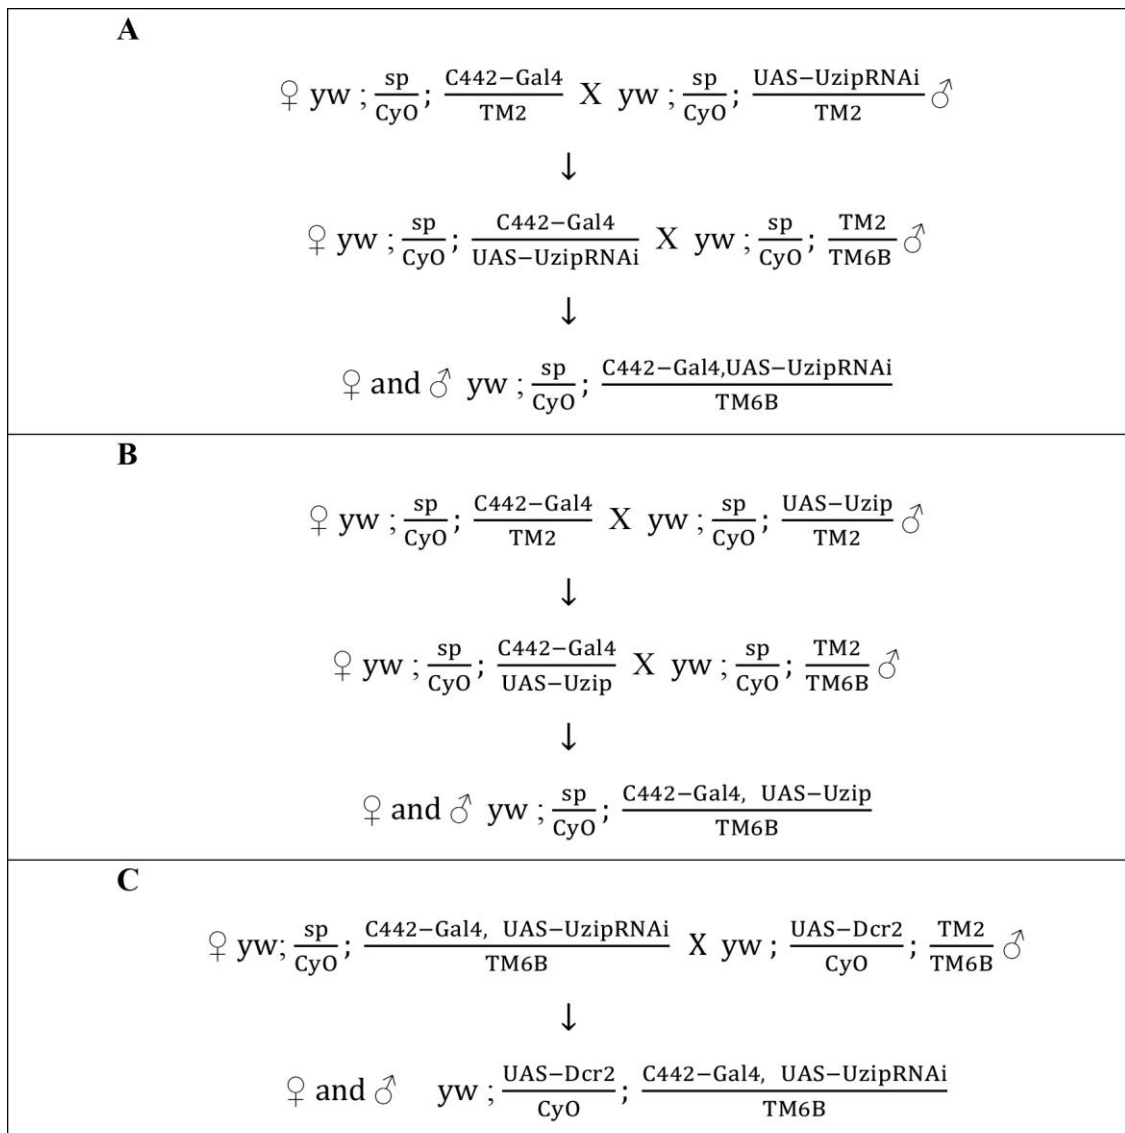 A
♀ yw ; sp/CyO; C442−Gal4/TM2 X yw ; sp/CyO; UAS−UzipRNAi/TM2 ♂
↓
♀ yw ; sp/CyO; C442−Gal4/UAS−UzipRNAi X yw ; sp/CyO; TM2/TM6B ♂
↓
♀ and ♂ yw ; sp/CyO; C442−Gal4,UAS−UzipRNAi/TM6B
B
♀ yw ; sp/CyO; C442−Gal4/TM2 X yw ; sp/CyO; UAS−Uzip/TM2 ♂
↓
♀ yw ; sp/CyO; C442−Gal4/UAS−Uzip X yw ; sp/CyO; TM2/TM6B ♂
↓
♀ and ♂ yw ; sp/CyO; C442−Gal4, UAS−Uzip/TM6B
C
♀ yw; sp/CyO; C442−Gal4, UAS−UzipRNAi/TM6B X yw ; UAS−Dcr2/CyO ; TM2/TM6B ♂
↓
♀ and ♂ yw ; UAS−Dcr2/CyO ; C442−Gal4, UAS−UzipRNAi/TM6B